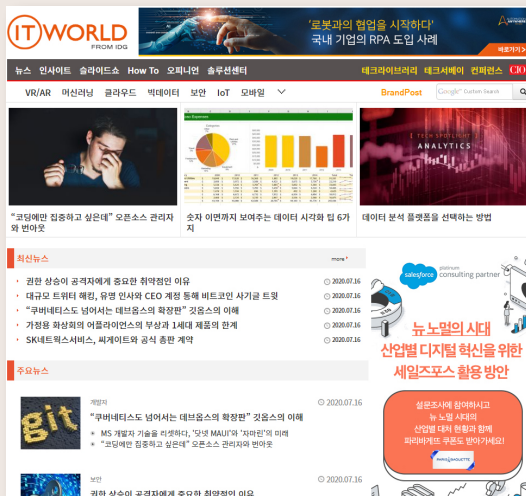 ITWORLD
FROM IDG
'로봇과의 협업을 시작하다'
국내 기업의 RPA 도입 사례
바로가기 >
뉴스 인사이트 슬라이드쇼 How To 오피니언 솔루션센터
테크라이브러리 테크서베이 컨퍼런스 CIO
VR/AR 머신러닝 클라우드 빅데이터 보안 IoT 모바일
BrandPost
Google Custom Search
[ TECH SPOTLIGHT ]
ANALYTICS
"코딩에만 집중하고 싶은데" 오픈소스 관리자
와 번아웃
숫자 이면까지 보여주는 데이터 시각화 팁 6가
지
데이터 분석 플랫폼을 선택하는 방법
최신뉴스
more
권한 상승이 공격자에게 중요한 취약점인 이유 2020.07.16
대규모 트위터 해킹, 유명 인사와 CEO 계정 통해 비트코인 사기글 트윗 2020.07.16
"쿠버네티스도 넘어서는 데브옵스의 확장판" 깃옵스의 이해 2020.07.16
가정용 화상회의 어플라이언스의 부상과 1세대 제품의 한계 2020.07.16
SK네트웍스서비스, 씨게이트와 공식 총판 계약 2020.07.16
주요뉴스
git
개발자
2020.07.16
"쿠버네티스도 넘어서는 데브옵스의 확장판" 깃옵스의 이해
MS 개발자 기술을 리셋하다, '닷넷 MAUI'와 '자마린'의 미래
"코딩에만 집중하고 싶은데" 오픈소스 관리자와 번아웃
보안
2020.07.16
권한 상승이 공격자에게 중요한 취약점인 이유
salesforce
platinum
consulting partner
뉴 노멀의 시대
산업별 디지털 혁신을 위한
세일즈포스 활용 방안
설문조사에 참여하시고
뉴 노멀 시대의
산업별 대처 현황과 함께
파리바게뜨 쿠폰도 받아가세요!
PARIS BAGUETTE